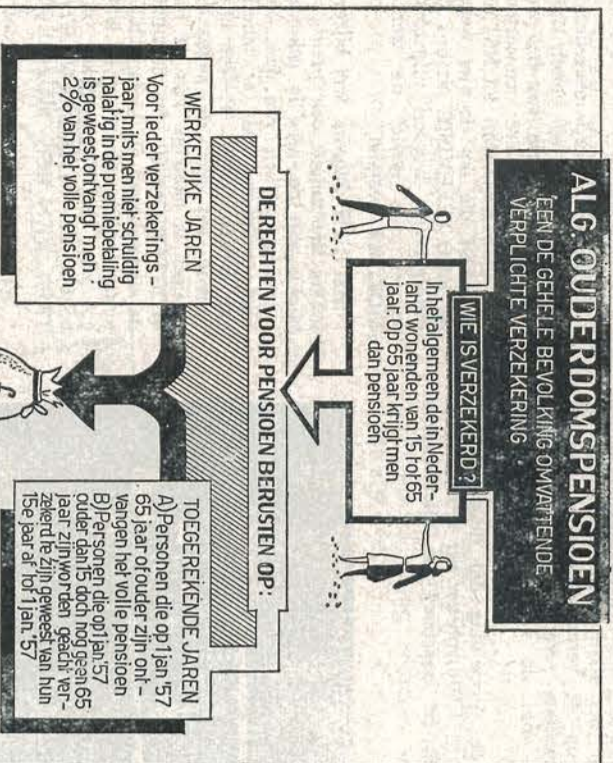 ALG. OUDERDOMSPENSIOEN
EEN DE GEHELE BEVOLKING OMVATTENDE
VERPLICHTE VERZEKERING
WIE IS VERZEKERD?
In het algemeen de in Neder-
land wonenden van 15 tot 65
jaar. Op 65 jaar krijgt men
dan pensioen
DE RECHTEN VOOR PENSIOEN BERUSTEN OP:
WERKELIJKE JAREN
Voor ieder verzekerings-
jaar, mits men niet schuldig
nalatig in de premiebetaling
is geweest, ontvangt men
2% van het volle pensioen
TOEGEREKENDE JAREN
A) Personen die op 1 jan '57
65 jaar of ouder zijn ont-
vangen het volle pensioen
B) Personen die op 1 jan. '57
ouder dan 15 doch nog geen 65
jaar zijn worden geacht ver-
zekerd te zijn geweest van hun
15e jaar af tot 1 jan. '57